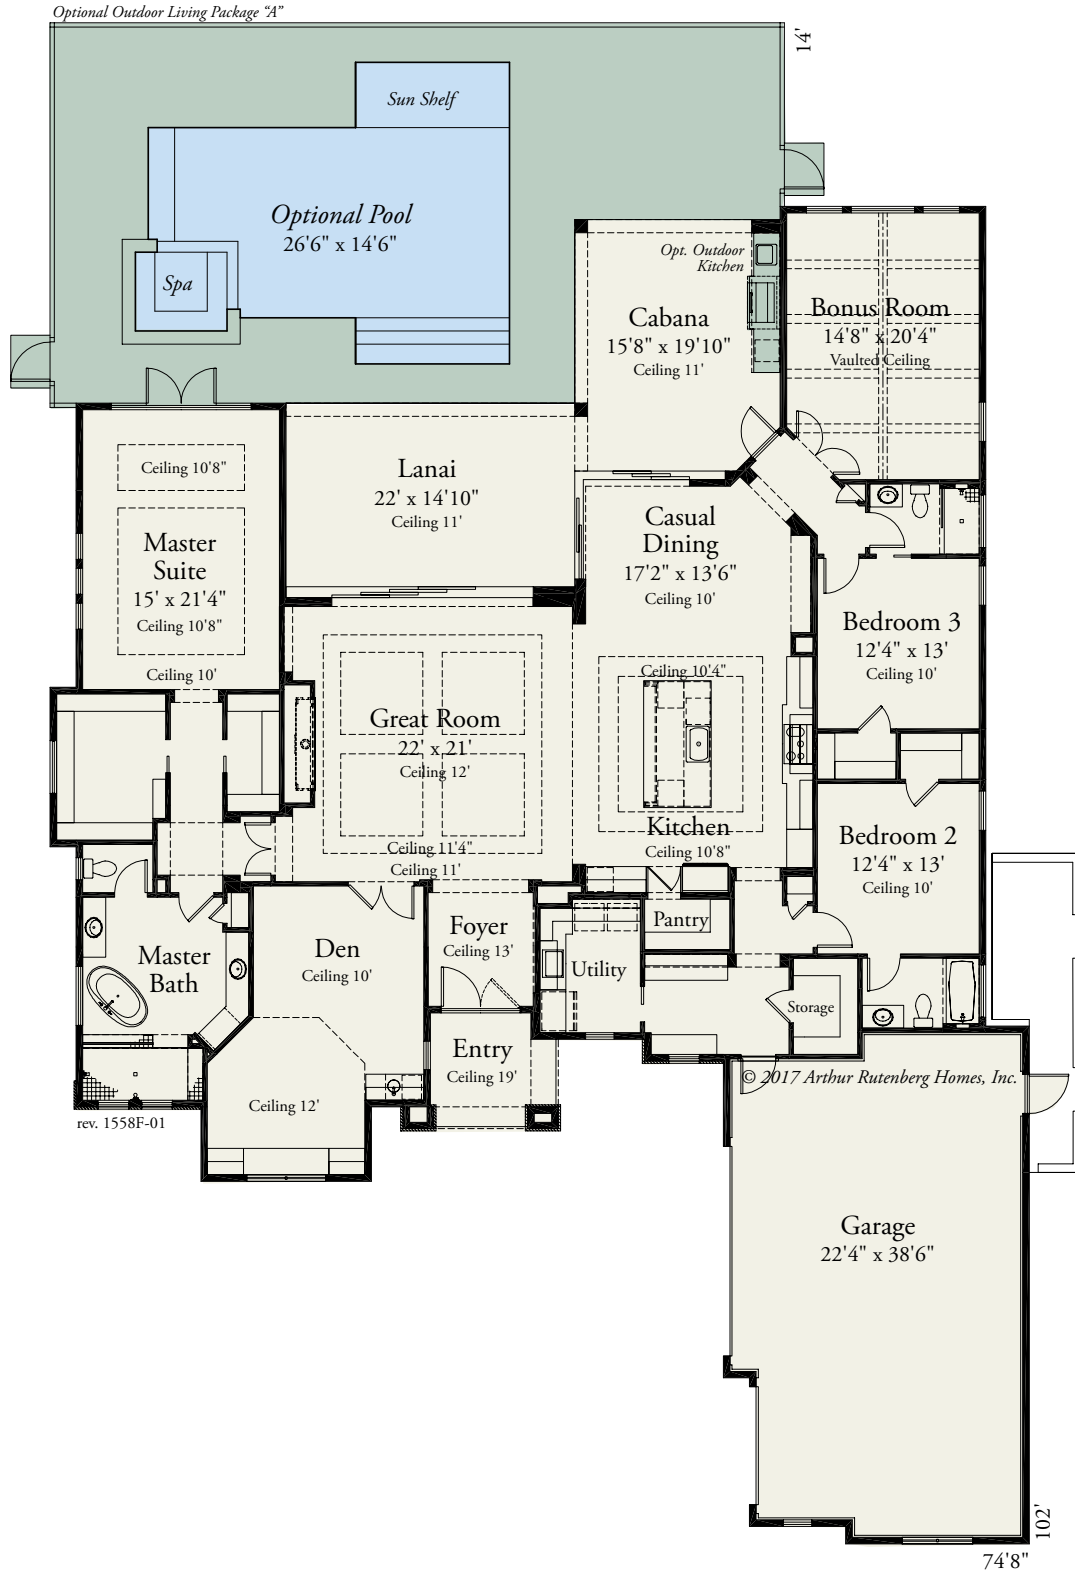 Optional Outdoor Living Package “A”
14'
Sun Shelf
Optional Pool
26'6" x 14'6"
Spa
Opt. Outdoor
Kitchen
Cabana
15'8" x 19'10"
Ceiling 11'
Bonus Room
14'8" x 20'4"
Vaulted Ceiling
Ceiling 10'8"
Master
Suite
15' x 21'4"
Ceiling 10'8"
Ceiling 10'
Lanai
22' x 14'10"
Ceiling 11'
Casual
Dining
17'2" x 13'6"
Ceiling 10'
Bedroom 3
12'4" x 13'
Ceiling 10'
Great Room
22' x 21'
Ceiling 12'
Ceiling 11'4"
Ceiling 11'
Ceiling 10'4"
Kitchen
Ceiling 10'8"
Bedroom 2
12'4" x 13'
Ceiling 10'
Master
Bath
Den
Ceiling 10'
Ceiling 12'
Foyer
Ceiling 13'
Pantry
Utility
Storage
Entry
Ceiling 19'
© 2017 Arthur Rutenberg Homes, Inc.
rev. 1558F-01
Garage
22'4" x 38'6"
102'
74'8"